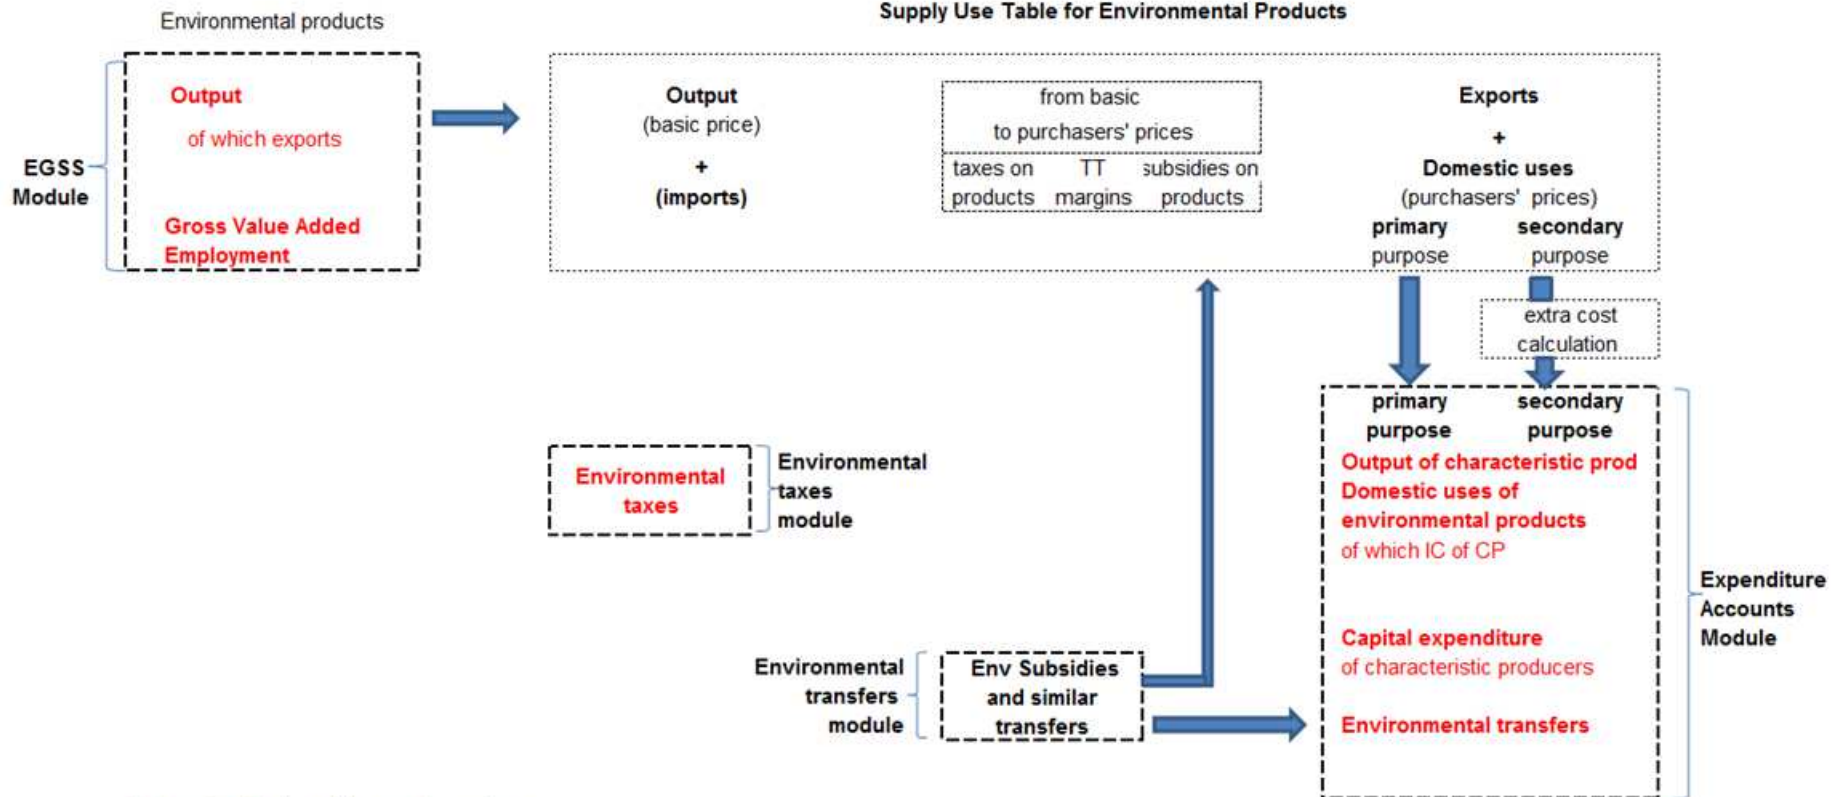 Environmental products
Supply Use Table for Environmental Products
EGSS
Module
Output
of which exports
Gross Value Added
Employment
Output
(basic price)
+
(imports)
from basic
to purchasers' prices
taxes on TT subsidies on
products margins products
Exports
+
Domestic uses
(purchasers' prices)
primary secondary
purpose purpose
extra cost
calculation
primary secondary
purpose purpose
Output of characteristic prod
Domestic uses of
environmental products
of which IC of CP
Capital expenditure
of characteristic producers
Environmental transfers
Expenditure
Accounts
Module
Environmental
taxes
Environmental
taxes
module
Environmental
transfers
module
Env Subsidies
and similar
transfers